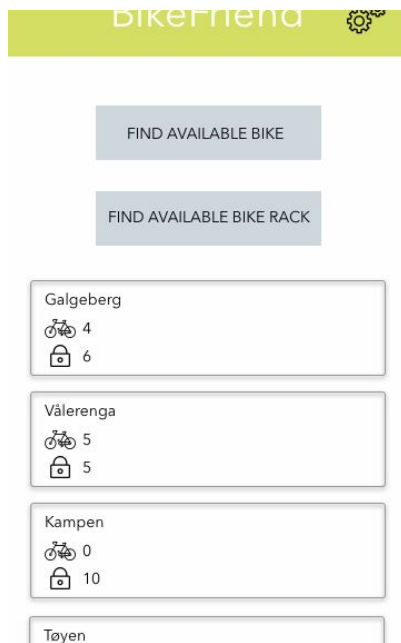 BikeFriend
FIND AVAILABLE BIKE
FIND AVAILABLE BIKE RACK
Galgeberg
4
6
Vålerenga
5
5
Kampen
0
10
Tøyen